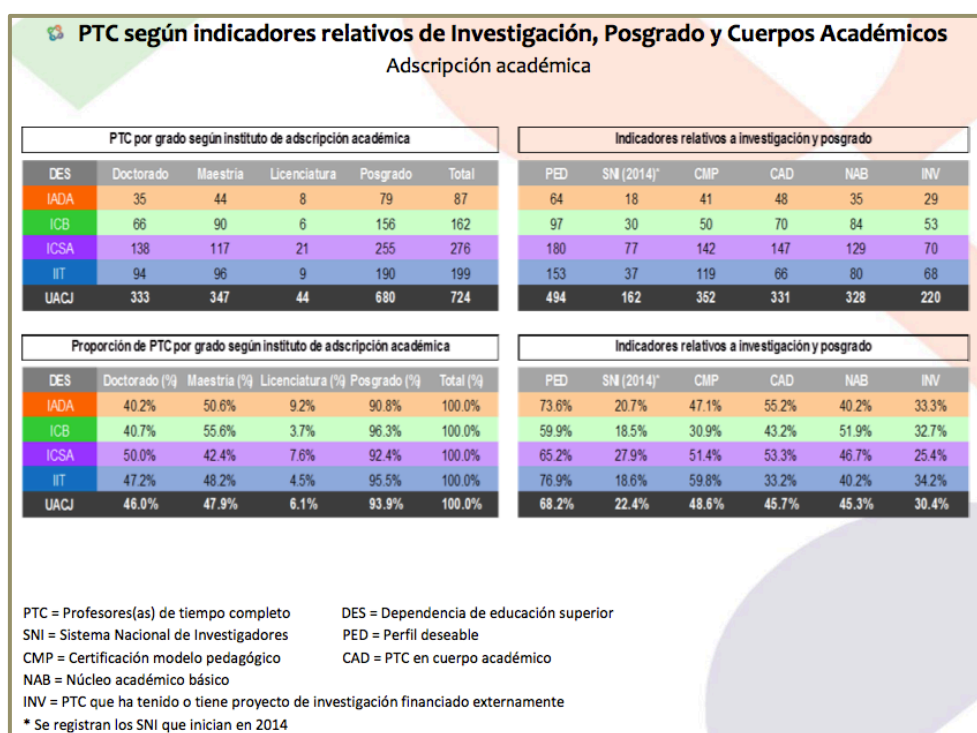 PTC según indicadores relativos de Investigación, Posgrado y Cuerpos Académicos
Adscripción académica
PTC por grado según instituto de adscripción académica
DES Doctorado Maestría Licenciatura Posgrado Total
IADA 35 44 8 79 87
ICB 66 90 6 156 162
ICSA 138 117 21 255 276
IIT 94 96 9 190 199
UACJ 333 347 44 680 724
Indicadores relativos a investigación y posgrado
PED SNI (2014)* CMP CAD NAB INV
64 18 41 48 35 29
97 30 50 70 84 53
180 77 142 147 129 70
153 37 119 66 80 68
494 162 352 331 328 220
Proporción de PTC por grado según instituto de adscripción académica
DES Doctorado (%) Maestría (%) Licenciatura (%) Posgrado (%) Total (%)
IADA 40.2% 50.6% 9.2% 90.8% 100.0%
ICB 40.7% 55.6% 3.7% 96.3% 100.0%
ICSA 50.0% 42.4% 7.6% 92.4% 100.0%
IIT 47.2% 48.2% 4.5% 95.5% 100.0%
UACJ 46.0% 47.9% 6.1% 93.9% 100.0%
Indicadores relativos a investigación y posgrado
PED SNI (2014)* CMP CAD NAB INV
73.6% 20.7% 47.1% 55.2% 40.2% 33.3%
59.9% 18.5% 30.9% 43.2% 51.9% 32.7%
65.2% 27.9% 51.4% 53.3% 46.7% 25.4%
76.9% 18.6% 59.8% 33.2% 40.2% 34.2%
68.2% 22.4% 48.6% 45.7% 45.3% 30.4%
PTC = Profesores(as) de tiempo completo DES = Dependencia de educación superior
SNI = Sistema Nacional de Investigadores PED = Perfil deseable
CMP = Certificación modelo pedagógico CAD = PTC en cuerpo académico
NAB = Núcleo académico básico
INV = PTC que ha tenido o tiene proyecto de investigación financiado externamente
* Se registran los SNI que inician en 2014